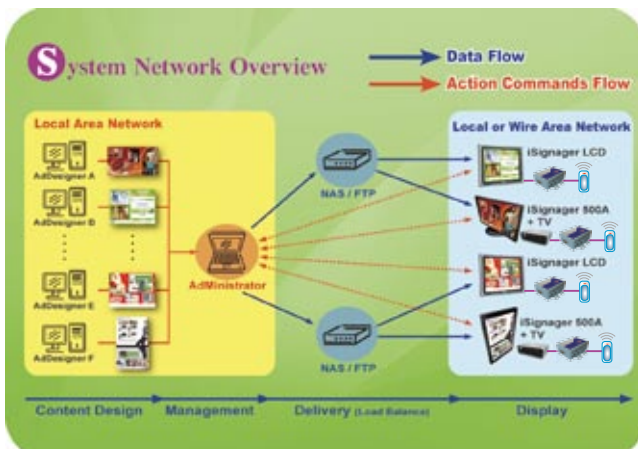 System Network Overview
Data Flow
Action Commands Flow
Local Area Network
AdDesigner A
AdDesigner D
AdDesigner E
AdDesigner F
AdMinistrator
NAS / FTP
NAS / FTP
Local or Wire Area Network
iSignager LCD
iSignager 500A
+ TV
iSignager LCD
iSignager 500A
+ TV
Content Design
Management
Delivery (Load Balance)
Display